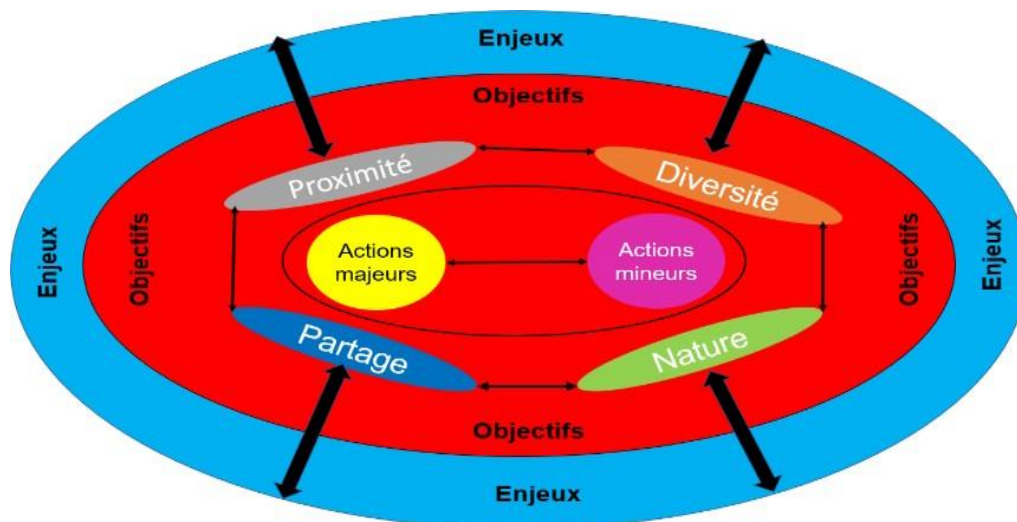 Enjeux
Objectifs
Proximité
Diversité
Enjeux
Objectifs
Actions
majeurs
Actions
mineurs
Objectifs
Enjeux
Partage
Nature
Objectifs
Enjeux